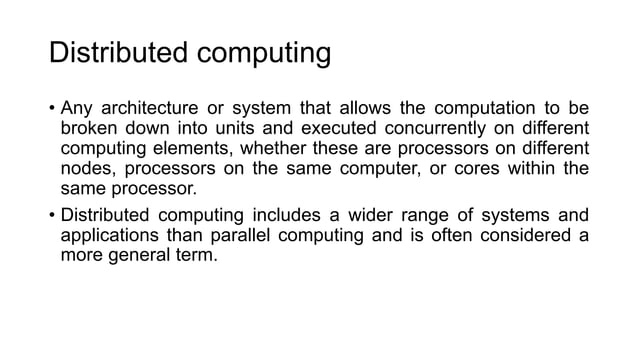 Distributed computing
• Any architecture or system that allows the computation to be
broken down into units and executed concurrently on different
computing elements, whether these are processors on different
nodes, processors on the same computer, or cores within the
same processor.
• Distributed computing includes a wider range of systems and
applications than parallel computing and is often considered a
more general term.